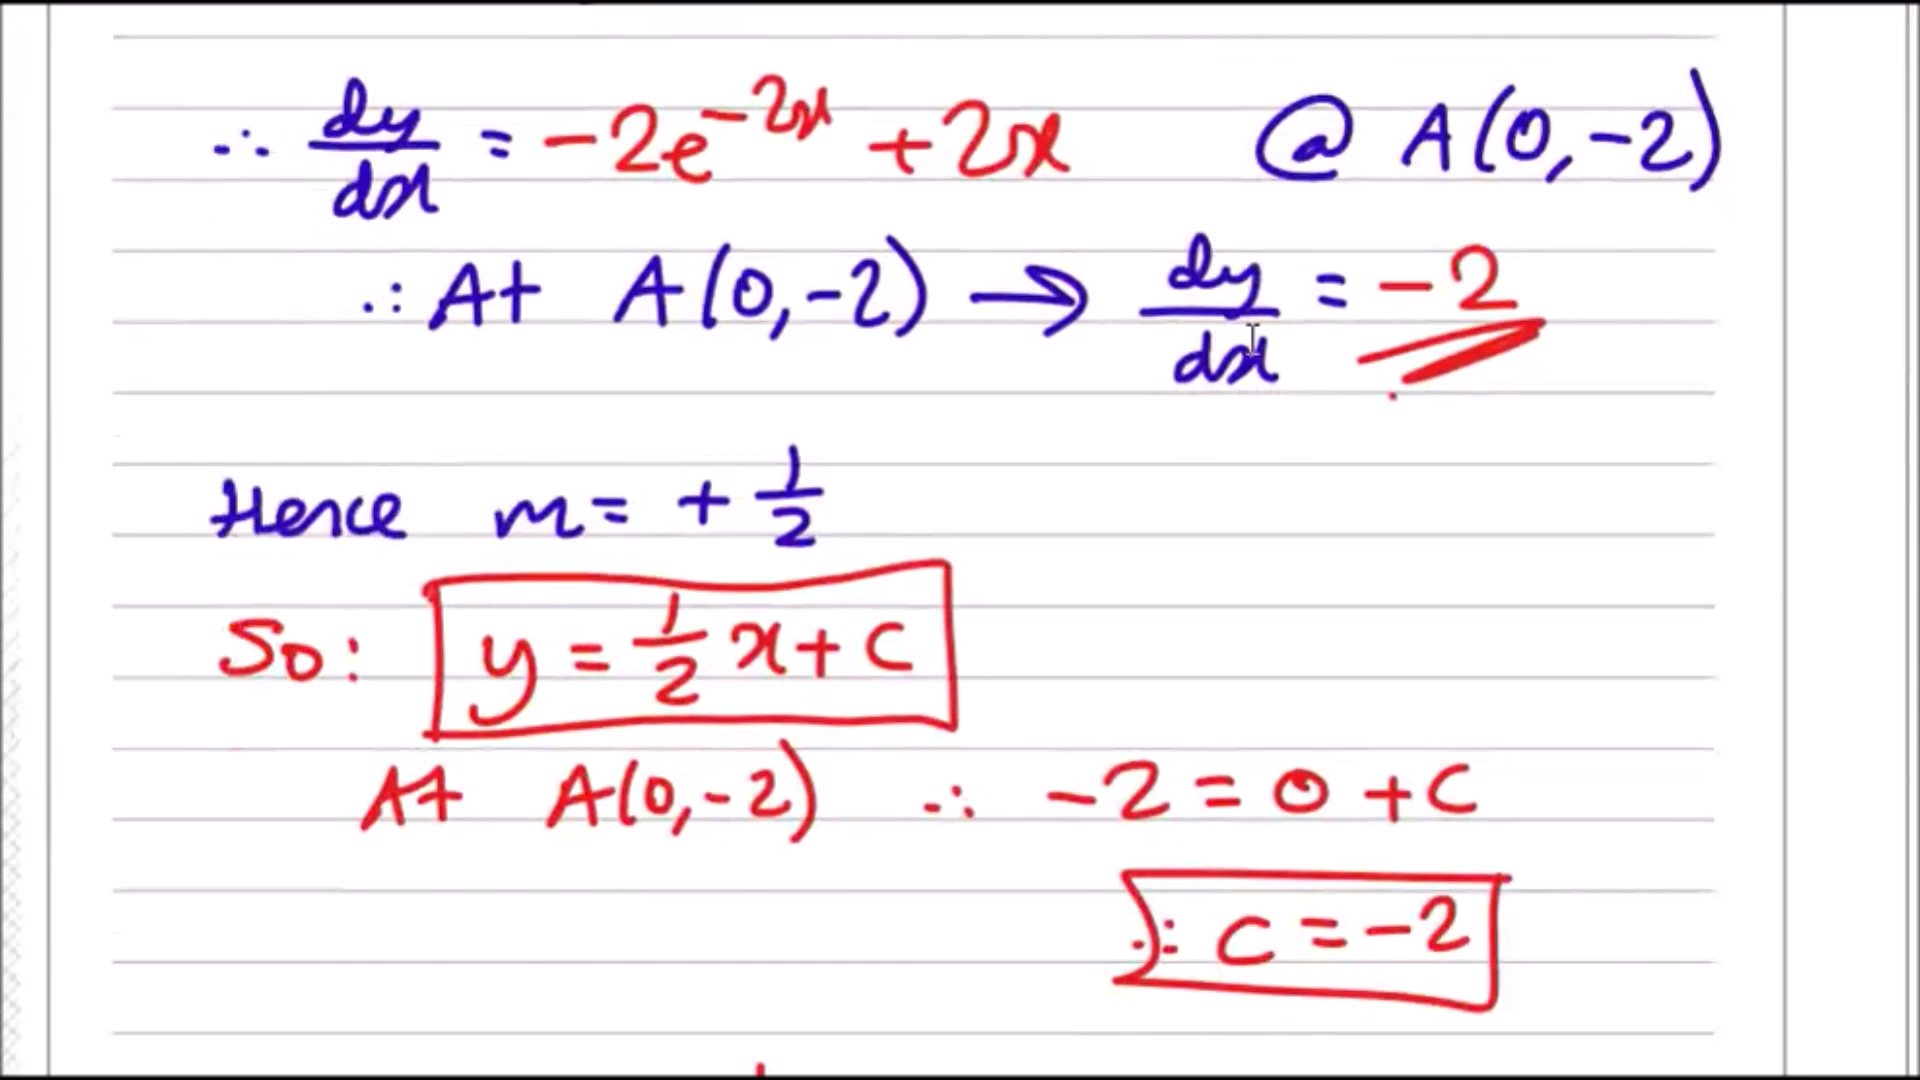 ∴ dy/dx = -2e^{-2x} + 2x @ A(0,-2)
∴ At A(0,-2) → dy/dx = -2
Hence m = + 1/2
So: y = 1/2 x + c
At A(0,-2) ∴ -2 = 0 + c
∴ c = -2